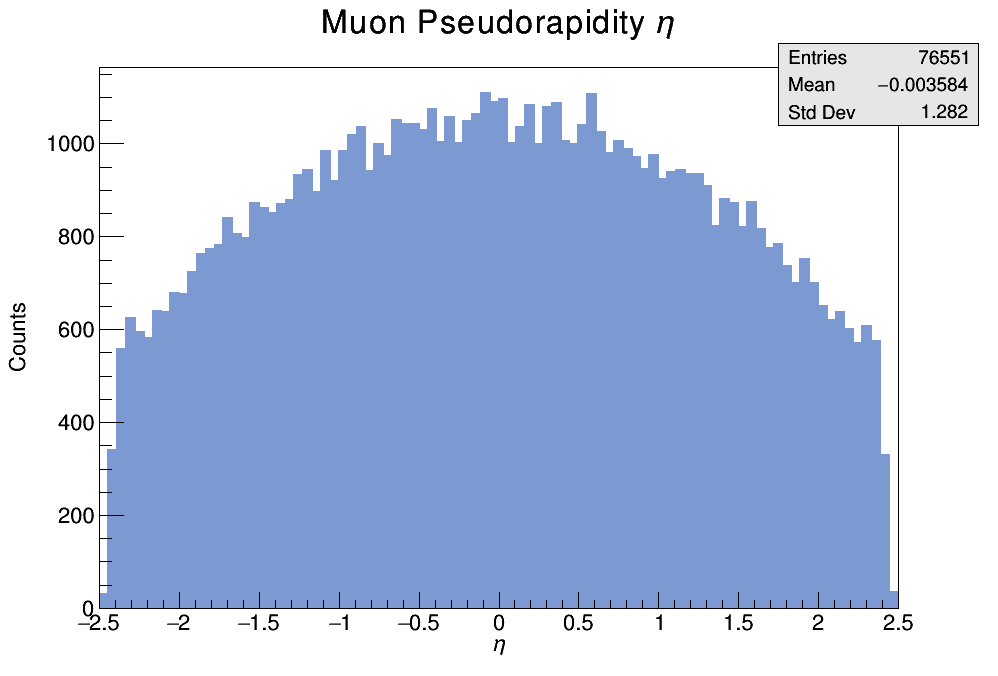 Muon Pseudorapidity η
Entries 76551
Mean −0.003584
Std Dev 1.282
Counts
1000
800
600
400
200
0
−2.5 −2 −1.5 −1 −0.5 0 0.5 1 1.5 2 2.5
η